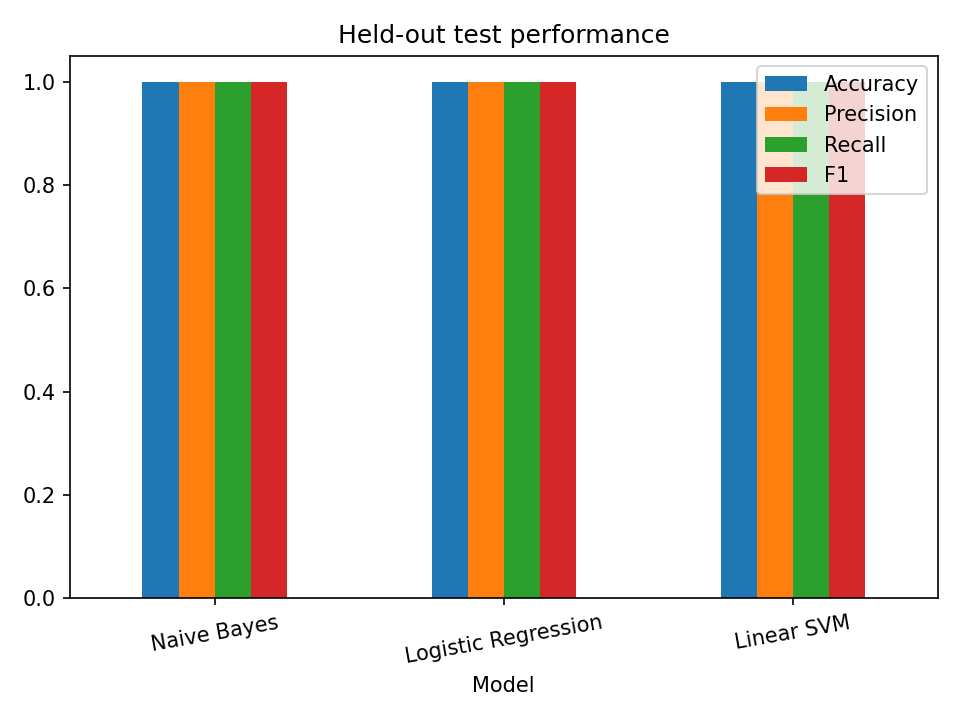 Held-out test performance
1.0
0.8
0.6
0.4
0.2
0.0
Accuracy
Precision
Recall
F1
Naive Bayes
Logistic Regression
Linear SVM
Model